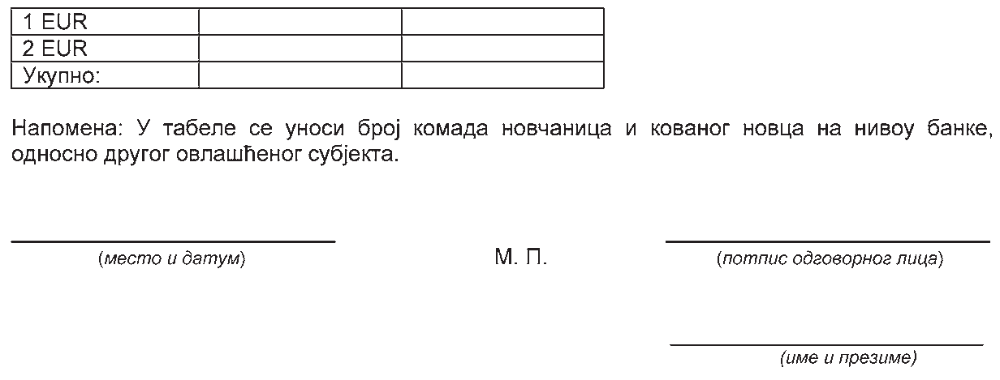 1 EUR
2 EUR
Укупно:
Напомена: У табеле се уноси број комада новчаница и кованог новца на нивоу банке,
односно другог овлашћеног субјекта.
(место и датум) М. П. (потпис одговорног лица)
(име и презиме)